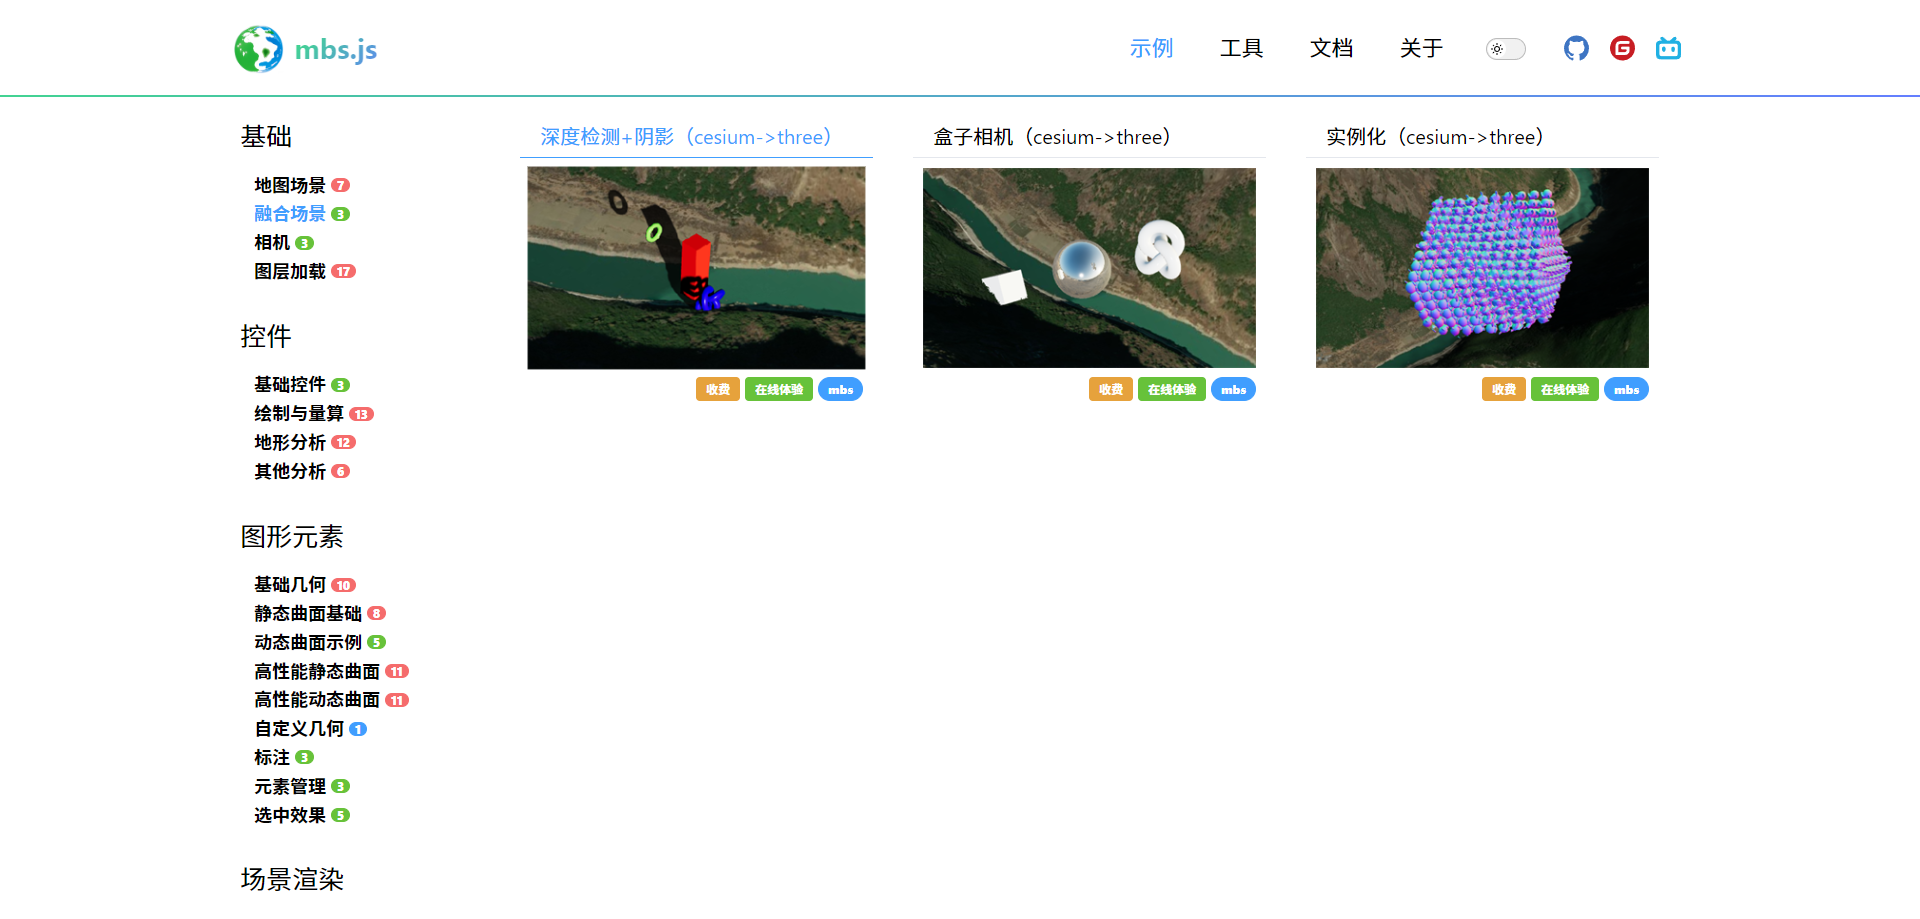 mbs.js
示例
工具
文档
关于
基础
地图场景 7
融合场景 3
相机 3
图层加载 17
控件
基础控件 3
绘制与量算 13
地形分析 12
其他分析 6
图形元素
基础几何 10
静态曲面基础 8
动态曲面示例 5
高性能静态曲面 11
高性能动态曲面 11
自定义几何 1
标注 3
元素管理 3
选中效果 5
场景渲染
深度检测+阴影（cesium->three）
收费 在线体验 mbs
盒子相机（cesium->three）
收费 在线体验 mbs
实例化（cesium->three）
收费 在线体验 mbs